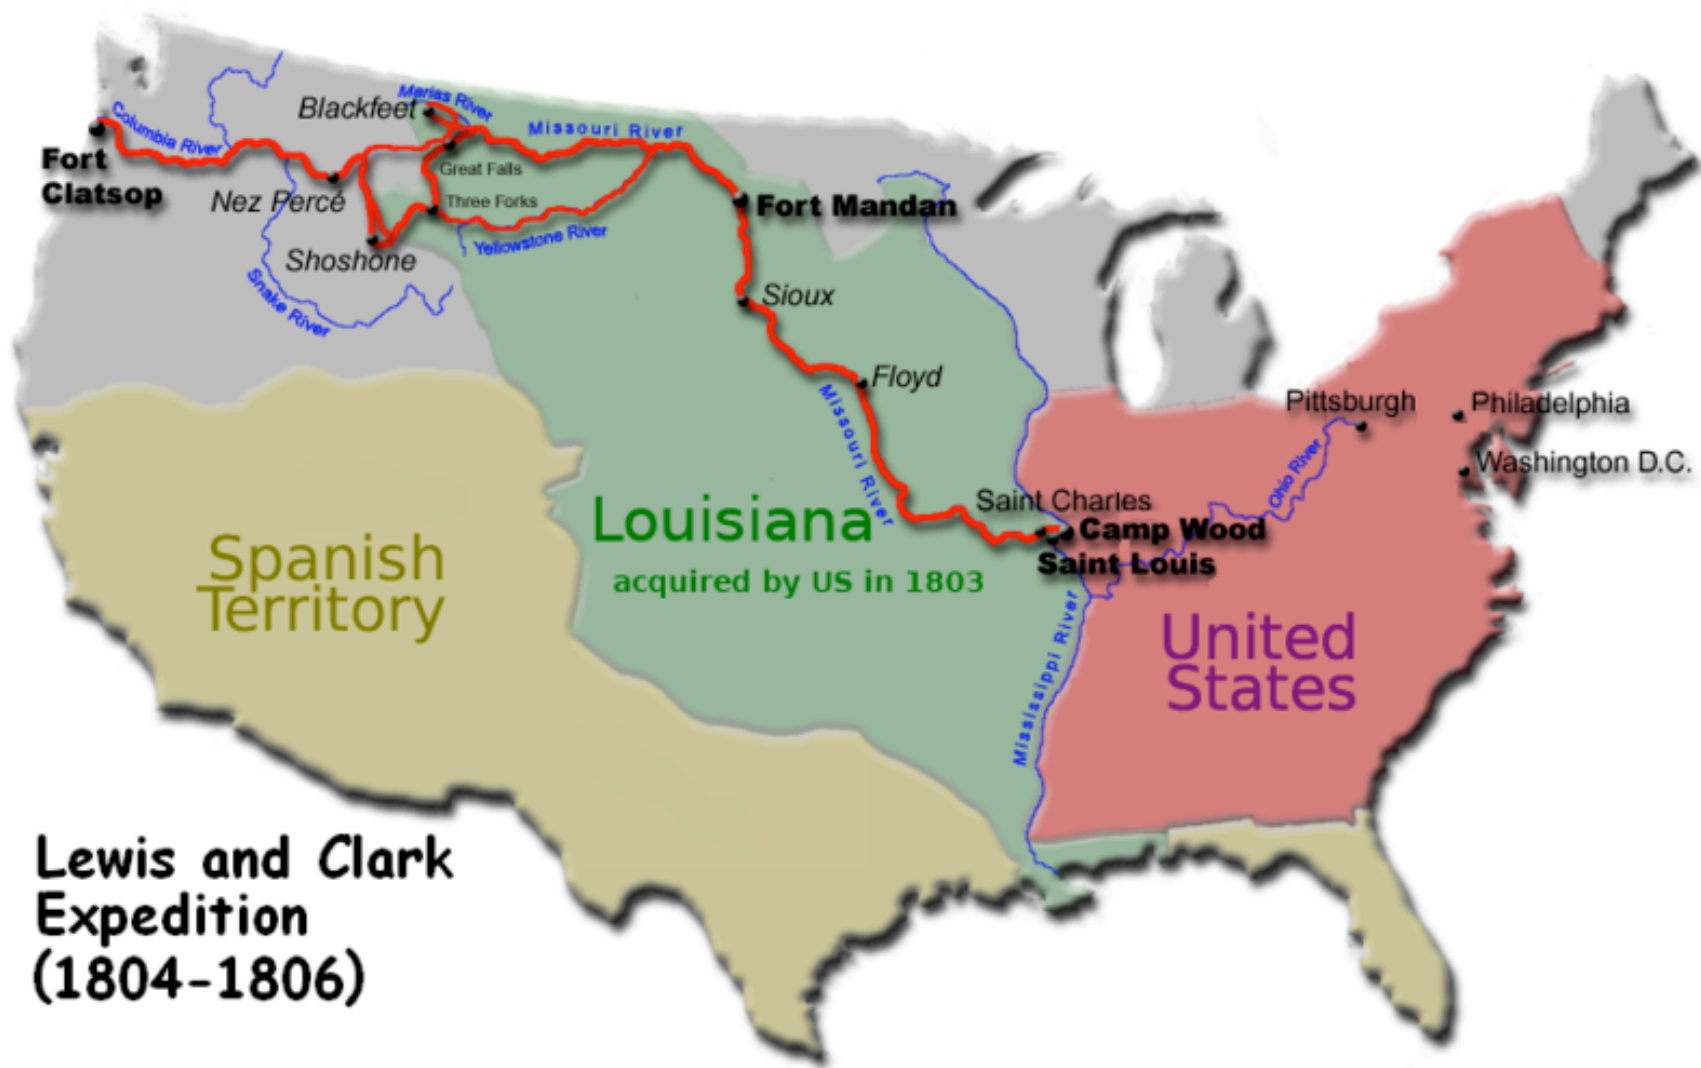 Blackfeet
Marias River
Missouri River
Columbia River
Fort
Clatsop
Great Falls
Nez Percé
Three Forks
Fort Mandan
Yellowstone River
Shoshone
Snake River
Sioux
Floyd
Missouri River
Pittsburgh
Philadelphia
Ohio River
Washington D.C.
Saint Charles
Camp Wood
Saint Louis
Louisiana
acquired by US in 1803
Spanish
Territory
Mississippi River
United
States
Lewis and Clark
Expedition
(1804-1806)